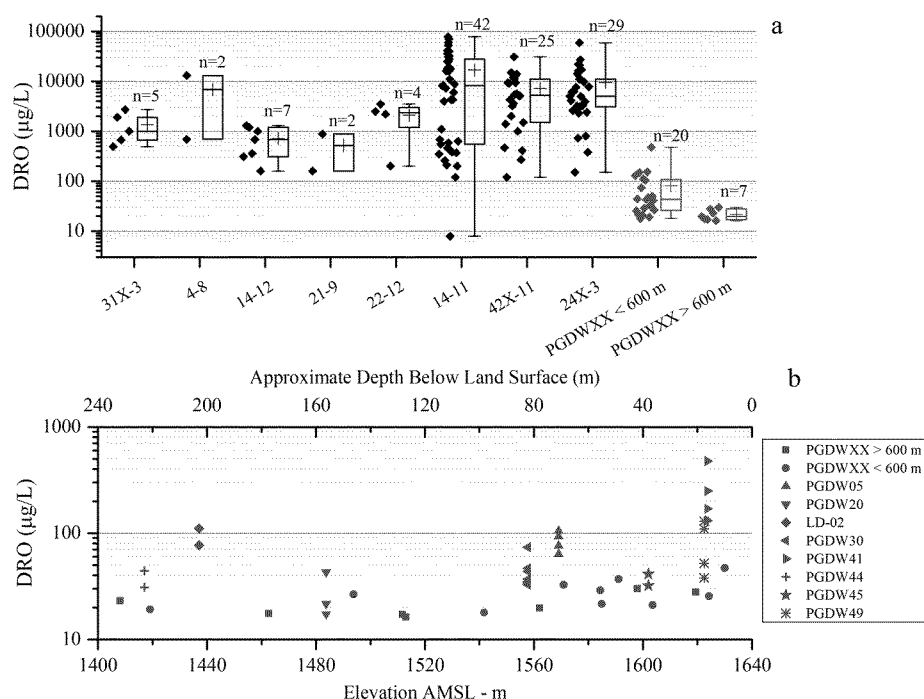 a
n=42
n=29
n=25
n=5
n=2
n=7
n=2
n=4
n=20
n=7
100000
10000
1000
100
10
DRO (µg/L)
31X-3
4-8
14-12
21-9
22-12
14-11
42X-11
24X-3
PGDWXX < 600 m
PGDWXX > 600 m
b
Approximate Depth Below Land Surface (m)
240 200 160 120 80 40 0
1000
100
10
DRO (µg/L)
1400 1440 1480 1520 1560 1600 1640
Elevation AMSL - m
PGDWXX > 600 m
PGDWXX < 600 m
PGDW05
PGDW20
LD-02
PGDW30
PGDW41
PGDW44
PGDW45
PGDW49